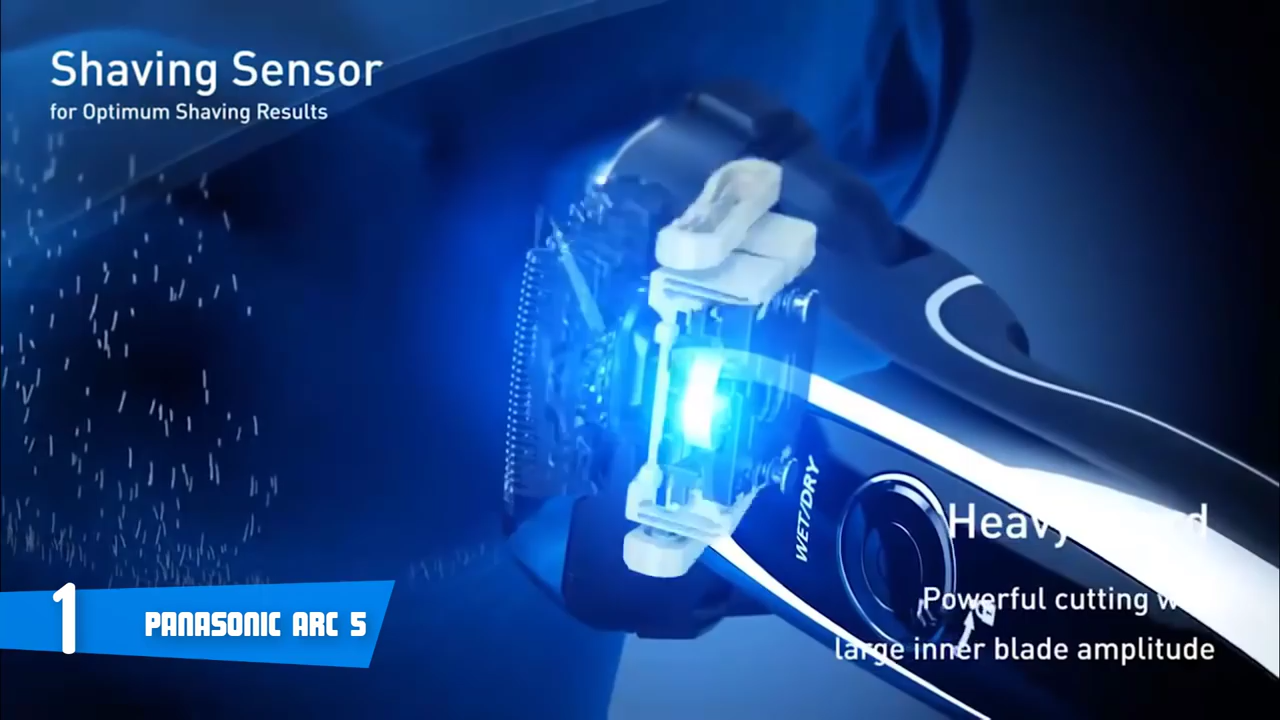 Shaving Sensor
for Optimum Shaving Results
WET/DRY
Powerful cutting
large inner blade amplitude
1
PANASONIC ARC 5